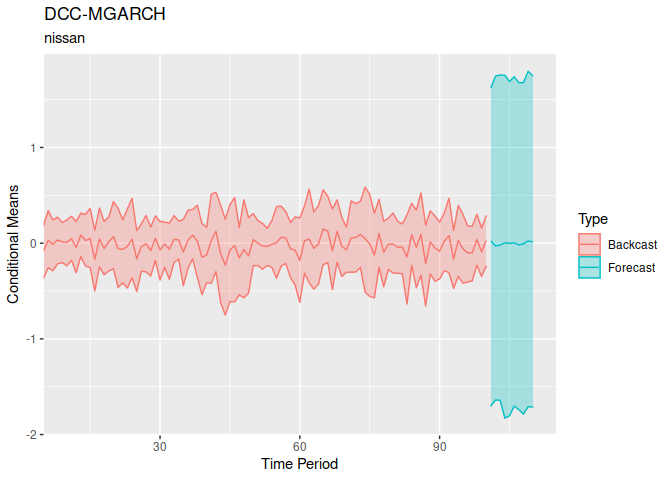 DCC-MGARCH
nissan
Conditional Means
1
0
-1
-2
30
60
90
Time Period
Type
Backcast
Forecast